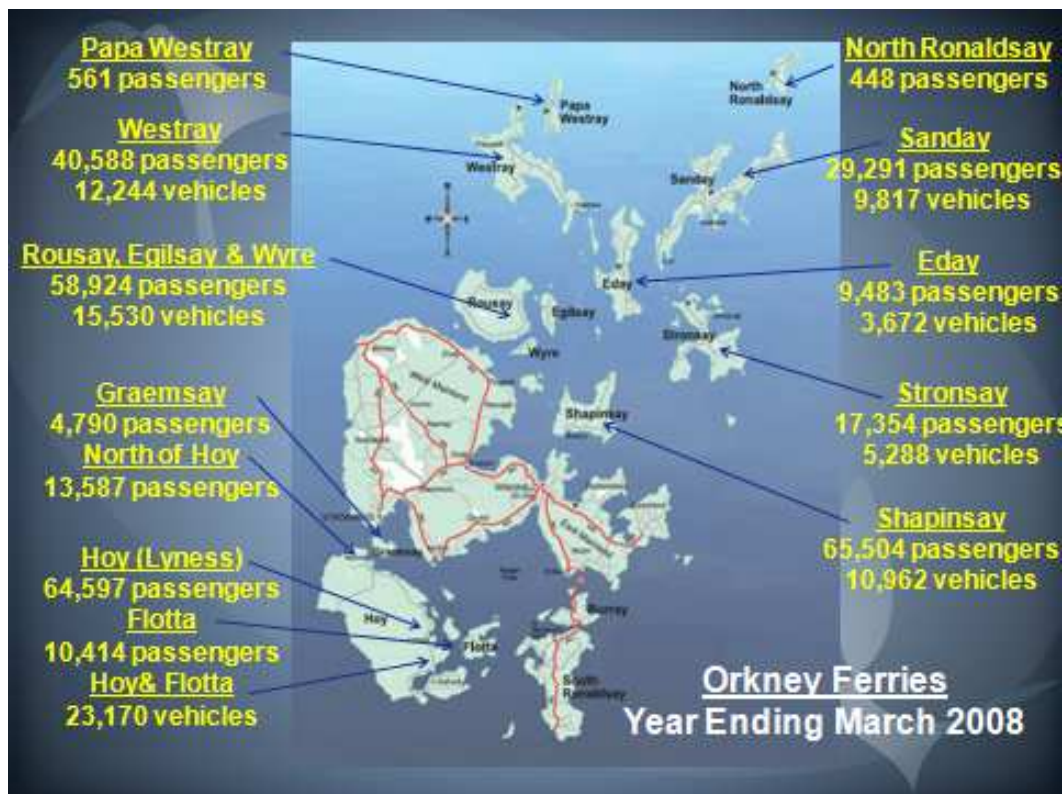 Papa Westray
561 passengers
Westray
40,588 passengers
12,244 vehicles
Rousay, Egilsay & Wyre
58,924 passengers
15,530 vehicles
Graemsay
4,790 passengers
North of Hoy
13,587 passengers
Hoy (Lyness)
64,597 passengers
Flotta
10,414 passengers
Hoy& Flotta
23,170 vehicles
Papa
Westray
North
Ronaldsay
Westray
Sanday
Eday
Rousay
Egilsay
Stronsay
Wyre
West Mainland
Shapinsay
East Mainland
Graemsay
Burray
Hoy
Flotta
South
Ronaldsay
North Ronaldsay
448 passengers
Sanday
29,291 passengers
9,817 vehicles
Eday
9,483 passengers
3,672 vehicles
Stronsay
17,354 passengers
5,288 vehicles
Shapinsay
65,504 passengers
10,962 vehicles
Orkney Ferries
Year Ending March 2008